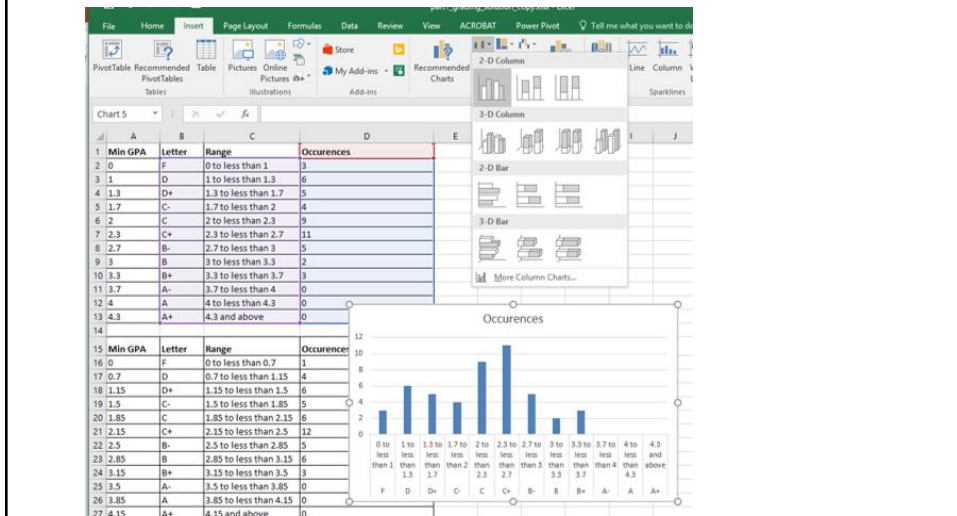 part1_grading_solution_copy.xlsx - Excel
File Home Insert Page Layout Formulas Data Review View ACROBAT Power Pivot Tell me what you want to do
PivotTable Recommended PivotTables Table Pictures Online Pictures Store My Add-ins Recommended Charts Line Column
Tables Illustrations Add-ins Sparklines
2-D Column
3-D Column
2-D Bar
3-D Bar
More Column Charts...
Chart 5 fx
A B C D E I J
1 Min GPA Letter Range Occurences
2 0 F 0 to less than 1 3
3 1 D 1 to less than 1.3 6
4 1.3 D+ 1.3 to less than 1.7 5
5 1.7 C- 1.7 to less than 2 4
6 2 C 2 to less than 2.3 9
7 2.3 C+ 2.3 to less than 2.7 11
8 2.7 B- 2.7 to less than 3 5
9 3 B 3 to less than 3.3 2
10 3.3 B+ 3.3 to less than 3.7 3
11 3.7 A- 3.7 to less than 4 0
12 4 A 4 to less than 4.3 0
13 4.3 A+ 4.3 and above 0
14
15 Min GPA Letter Range Occurences
16 0 F 0 to less than 0.7 1
17 0.7 D 0.7 to less than 1.15 4
18 1.15 D+ 1.15 to less than 1.5 6
19 1.5 C- 1.5 to less than 1.85 5
20 1.85 C 1.85 to less than 2.15 6
21 2.15 C+ 2.15 to less than 2.5 12
22 2.5 B- 2.5 to less than 2.85 5
23 2.85 B 2.85 to less than 3.15 6
24 3.15 B+ 3.15 to less than 3.5 3
25 3.5 A- 3.5 to less than 3.85 0
26 3.85 A 3.85 to less than 4.15 0
27 4.15 A+ 4.15 and above 0
Occurences
12
10
8
6
4
2
0
0 to 1 to 1.3 to 1.7 to 2 to 2.3 to 2.7 to 3 to 3.3 to 3.7 to 4 to 4.3
less less less less less less less less less less less and
than 1 than than than 2 than than than 3 than than than 4 than above
1.3 1.7 2.3 2.7 3.3 3.7 4.3
F D D+ C- C C+ B- B B+ A- A A+